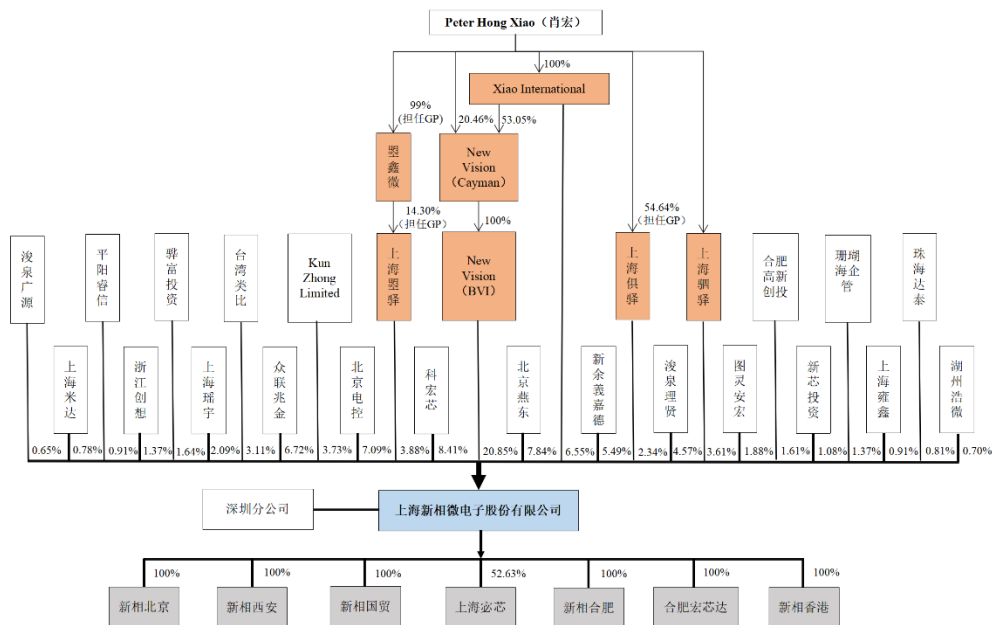 Peter Hong Xiao（肖宏）
100%
Xiao International
99%
(担任GP)
20.46%
53.05%
曌鑫微
New
Vision
（Cayman）
14.30%
（担任GP）
100%
54.64%
（担任GP）
浚泉广源
平阳睿信
骅富投资
台湾类比
Kun
Zhong
Limited
上海曌驿
New
Vision
（BVI）
上海俱驿
上海驷驿
合肥高新创投
珊瑚海企管
珠海达泰
上海米达
浙江创想
上海瑶宇
众联兆金
北京电控
科宏芯
北京燕东
新余義嘉德
浚泉理贤
图灵安宏
新芯投资
上海雍鑫
湖州浩微
0.65%
0.78%
0.91%
1.37%
1.64%
2.09%
3.11%
6.72%
3.73%
7.09%
3.88%
8.41%
20.85%
7.84%
6.55%
5.49%
2.34%
4.57%
3.61%
1.88%
1.61%
1.08%
1.37%
0.91%
0.81%
0.70%
深圳分公司
上海新相微电子股份有限公司
100%
100%
100%
52.63%
100%
100%
100%
新相北京
新相西安
新相国贸
上海宓芯
新相合肥
合肥宏芯达
新相香港